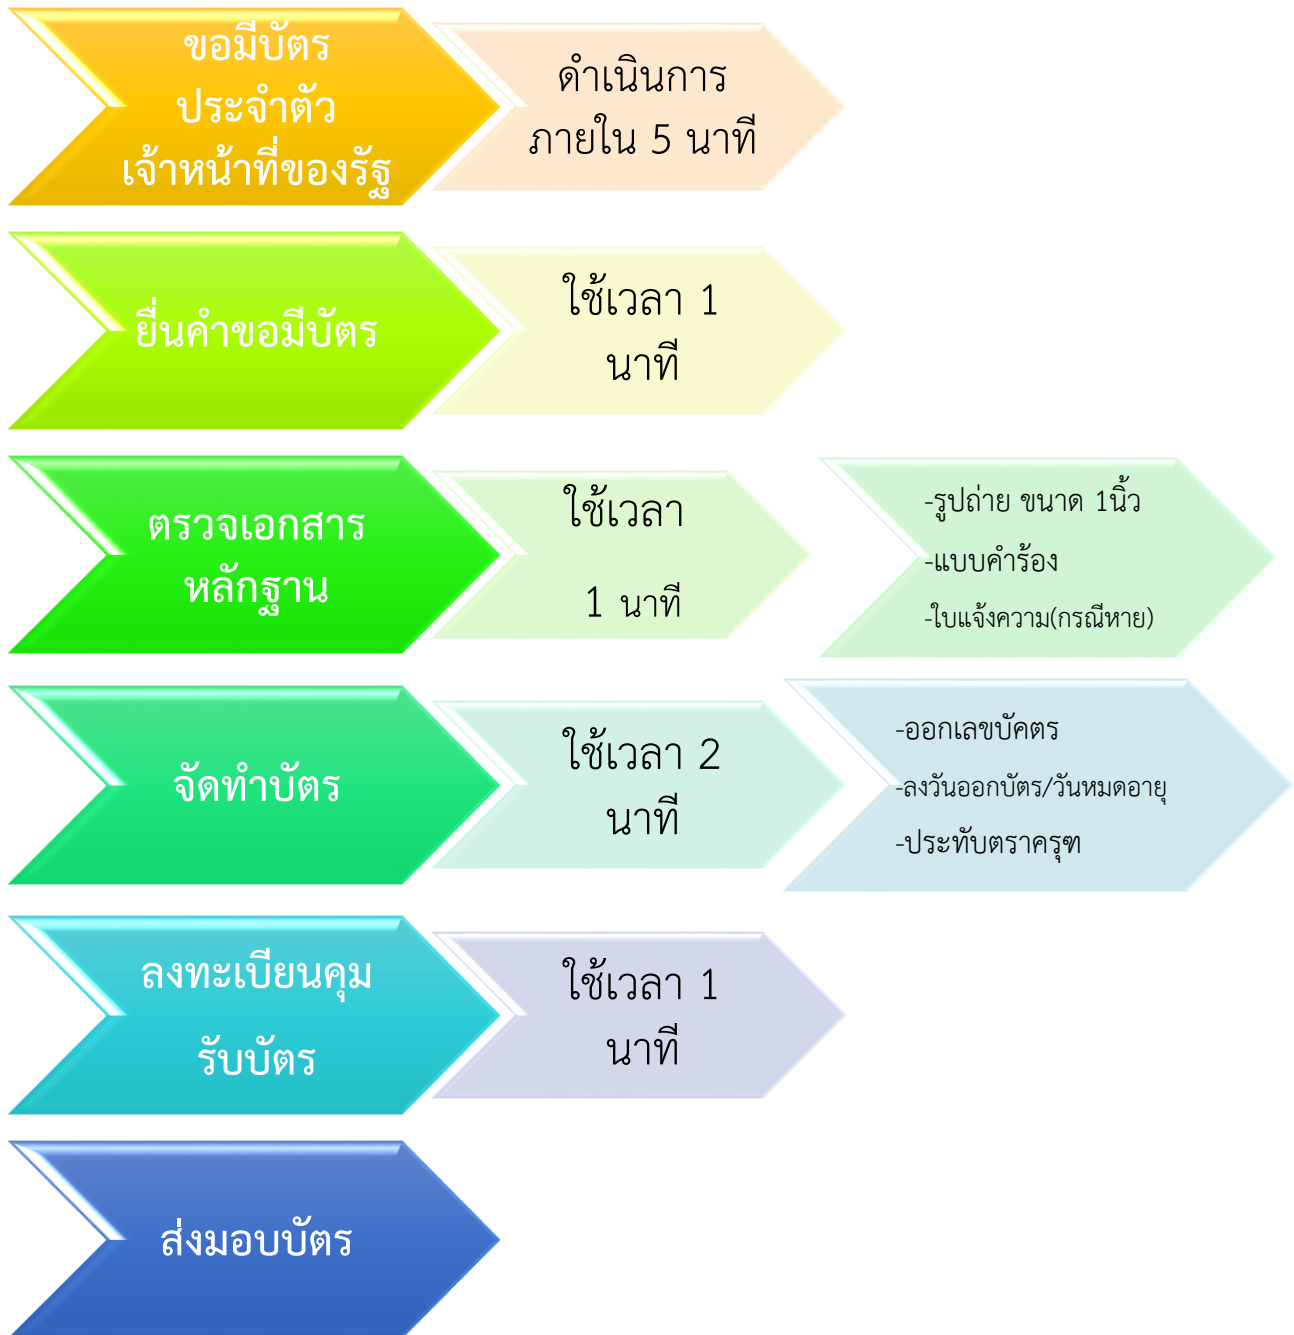 ขอมีบัตร
ประจำตัว
เจ้าหน้าที่ของรัฐ
ดำเนินการ
ภายใน 5 นาที
ยื่นคำขอมีบัตร
ใช้เวลา 1
นาที
ตรวจเอกสาร
หลักฐาน
ใช้เวลา
1 นาที
-รูปถ่าย ขนาด 1นิ้ว
-แบบคำร้อง
-ใบแจ้งความ(กรณีหาย)
จัดทำบัตร
ใช้เวลา 2
นาที
-ออกเลขบัคตร
-ลงวันออกบัตร/วันหมดอายุ
-ประทับตราครุฑ
ลงทะเบียนคุม
รับบัตร
ใช้เวลา 1
นาที
ส่งมอบบัตร